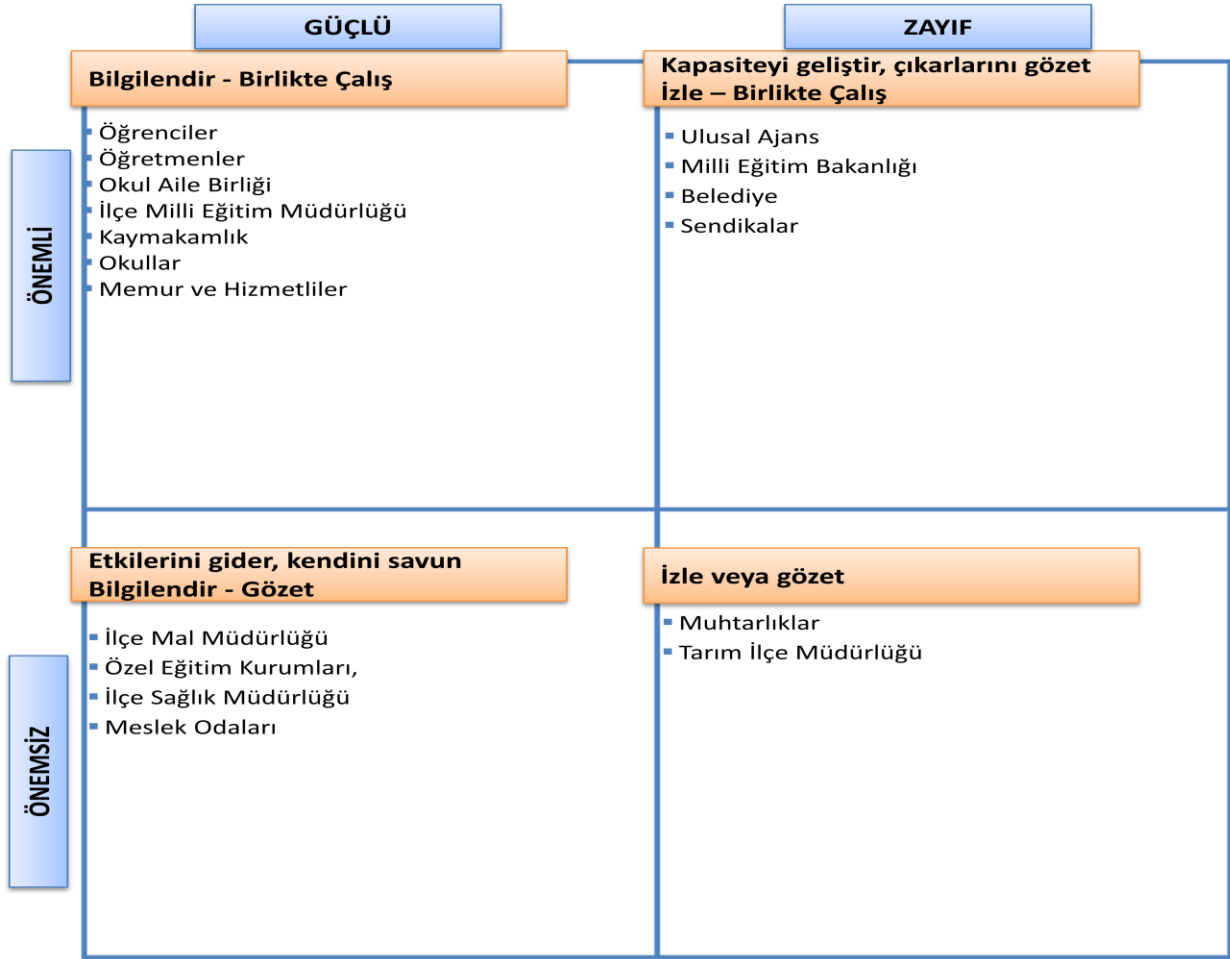 GÜÇLÜ
ZAYIF
ÖNEMLİ
Bilgilendir - Birlikte Çalış
Öğrenciler
Öğretmenler
Okul Aile Birliği
İlçe Milli Eğitim Müdürlüğü
Kaymakamlık
Okullar
Memur ve Hizmetliler
Kapasiteyi geliştir, çıkarlarını gözet
İzle – Birlikte Çalış
Ulusal Ajans
Milli Eğitim Bakanlığı
Belediye
Sendikalar
ÖNEMSİZ
Etkilerini gider, kendini savun
Bilgilendir - Gözet
İlçe Mal Müdürlüğü
Özel Eğitim Kurumları,
İlçe Sağlık Müdürlüğü
Meslek Odaları
İzle veya gözet
Muhtarlıklar
Tarım İlçe Müdürlüğü